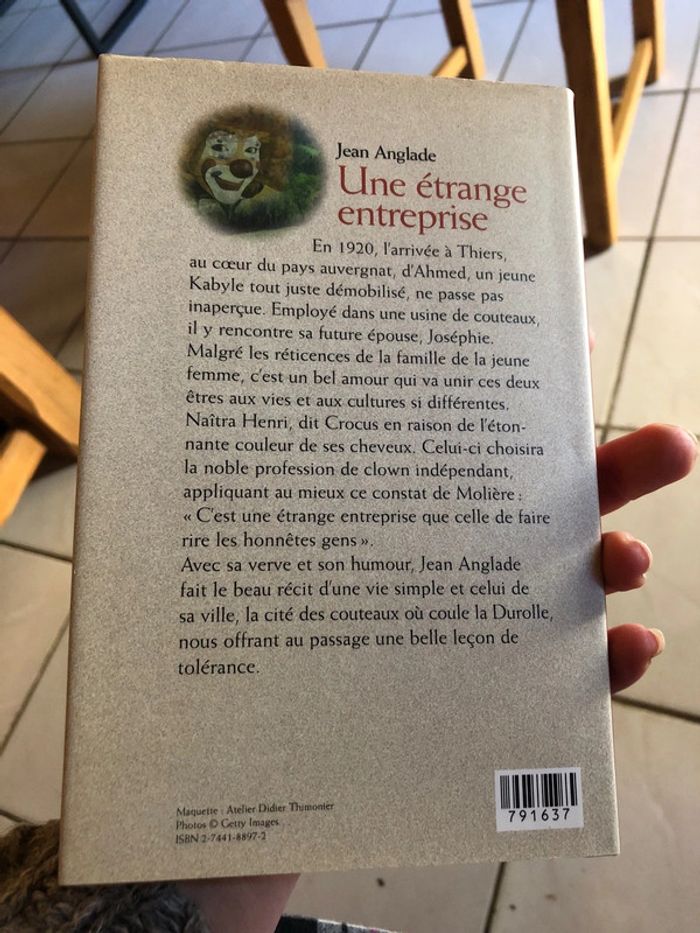 Jean Anglade
Une étrange
entreprise
En 1920, l'arrivée à Thiers,
au cœur du pays auvergnat, d'Ahmed, un jeune
Kabyle tout juste démobilisé, ne passe pas
inaperçue. Employé dans une usine de couteaux,
il y rencontre sa future épouse, Joséphie.
Malgré les réticences de la famille de la jeune
femme, c'est un bel amour qui va unir ces deux
êtres aux vies et aux cultures si différentes.
Naîtra Henri, dit Crocus en raison de l'éton-
nante couleur de ses cheveux. Celui-ci choisira
la noble profession de clown indépendant,
appliquant au mieux ce constat de Molière :
« C'est une étrange entreprise que celle de faire
rire les honnêtes gens ».
Avec sa verve et son humour, Jean Anglade
fait le beau récit d'une vie simple et celui de
sa ville, la cité des couteaux où coule la Durolle,
nous offrant au passage une belle leçon de
tolérance.
Maquette : Atelier Didier Thimonier
Photos © Getty Images
ISBN 2-7441-8897-2
791637